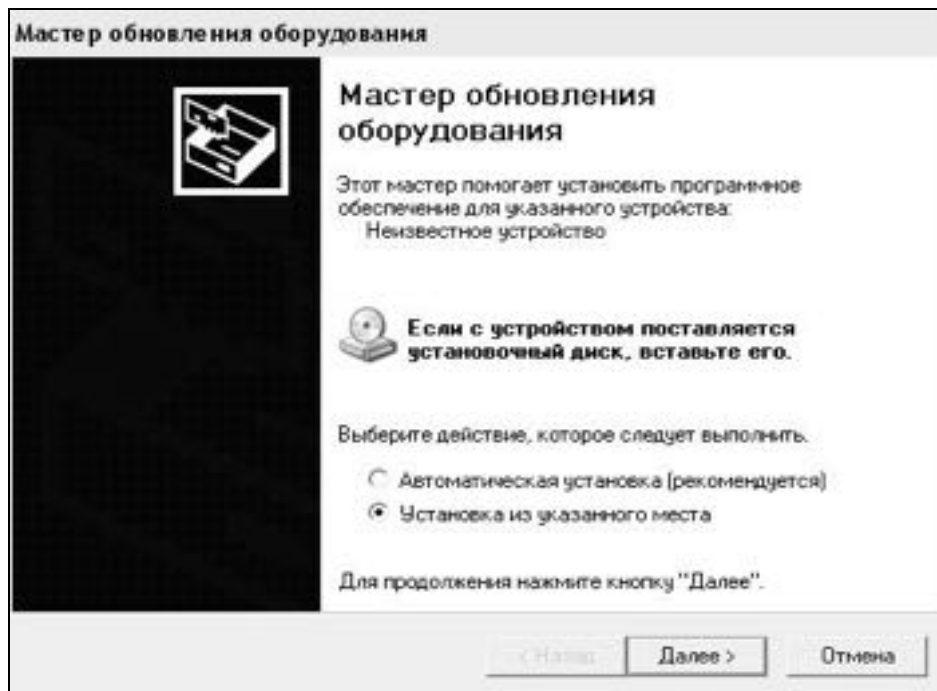 Мастер обновления оборудования
Мастер обновления
оборудования
Этот мастер помогает установить программное
обеспечение для указанного устройства:
Неизвестное устройство
Если с устройством поставляется
установочный диск, вставьте его.
Выберите действие, которое следует выполнить.
Автоматическая установка (рекомендуется)
Установка из указанного места
Для продолжения нажмите кнопку "Далее".
< Назад Далее > Отмена